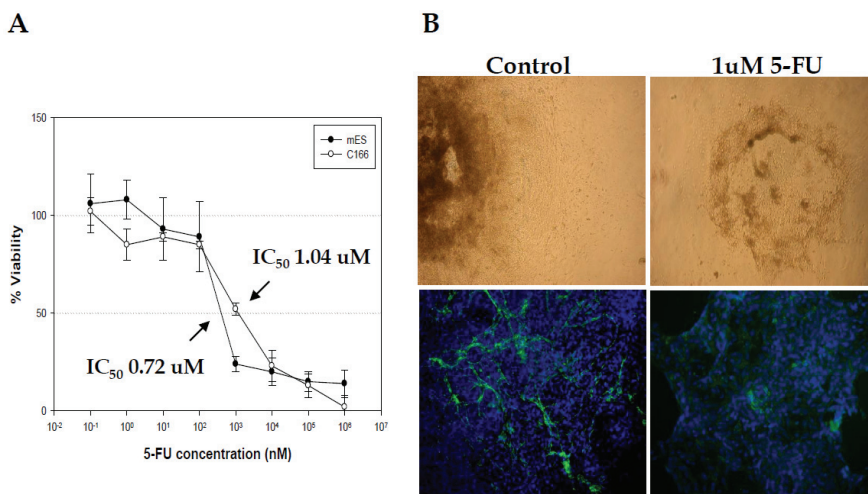 A
B
Control
1uM 5-FU
150
100
50
0
% Viability
mES
C166
IC50 1.04 uM
IC50 0.72 uM
10-2 10-1 100 101 102 103 104 105 106 107
5-FU concentration (nM)